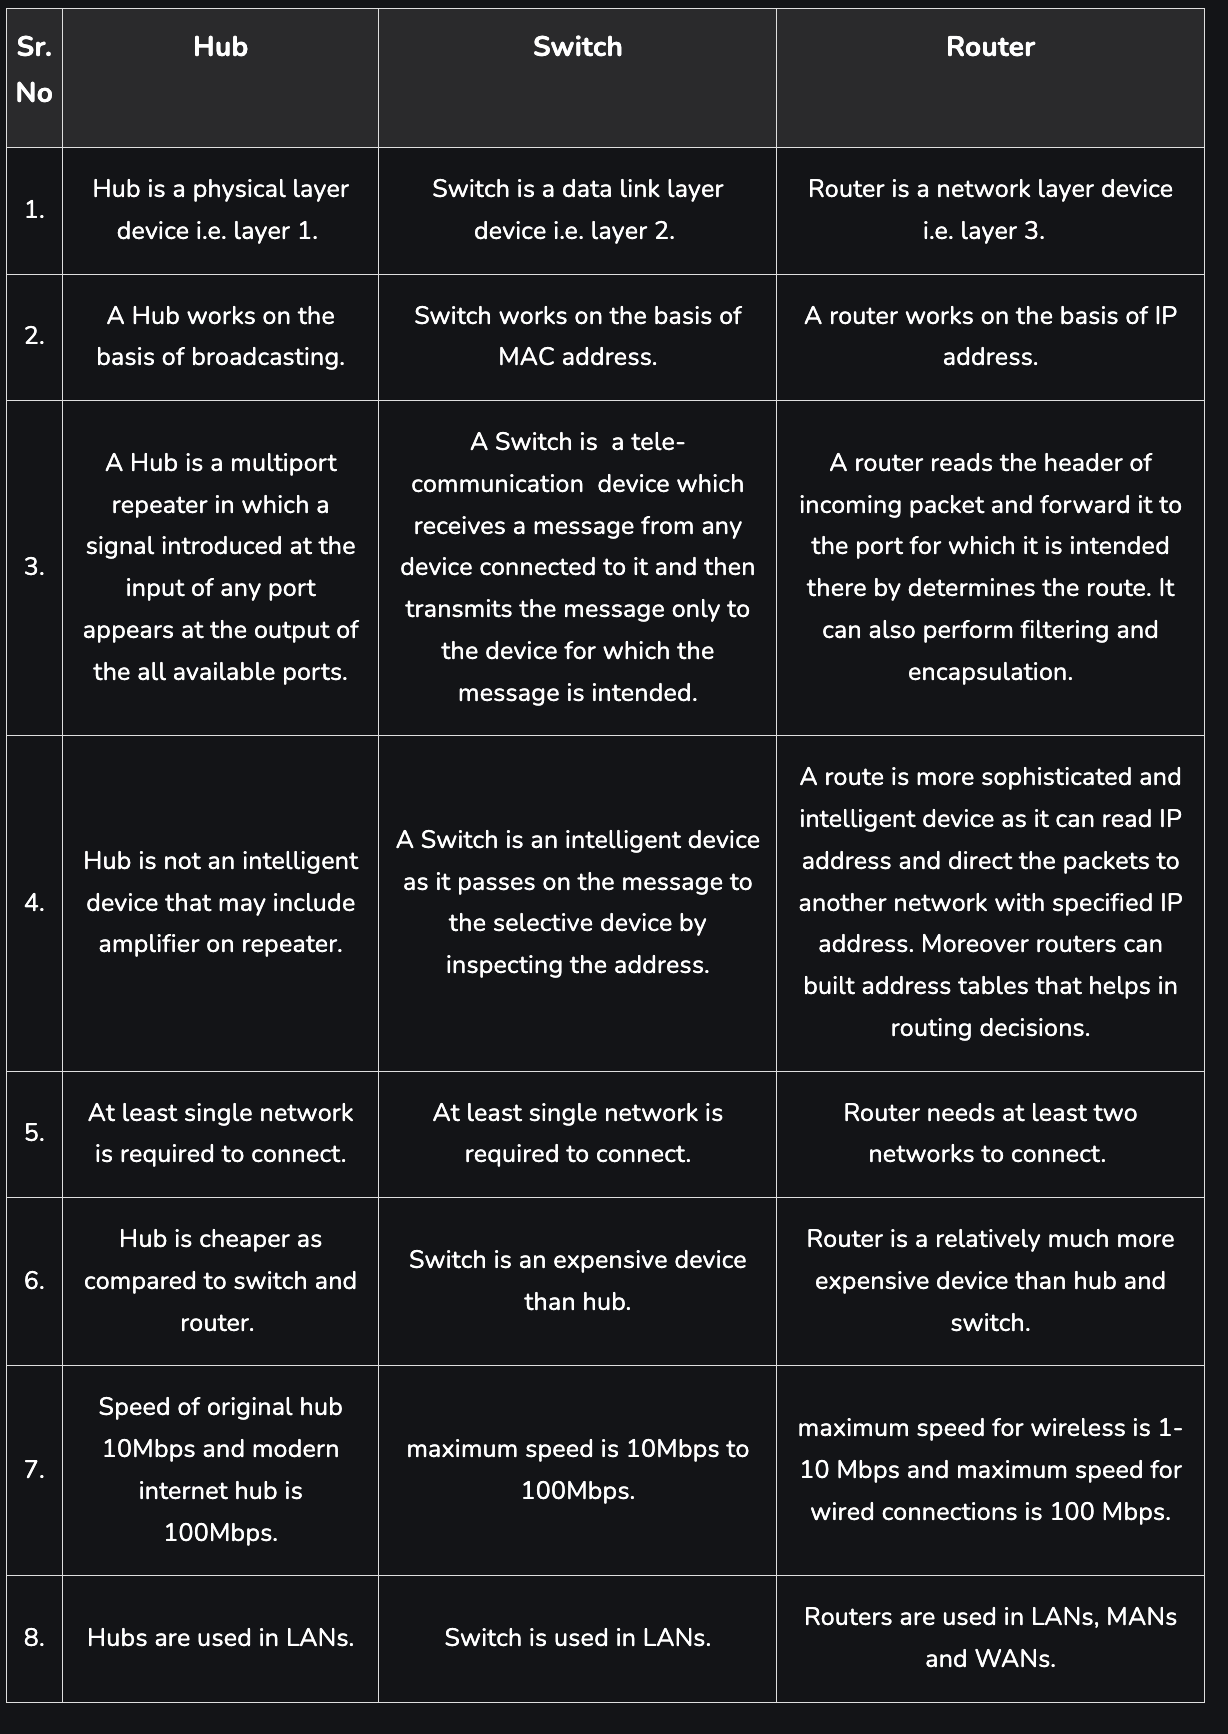 Sr. No
Hub
Switch
Router
1.
Hub is a physical layer
device i.e. layer 1.
Switch is a data link layer
device i.e. layer 2.
Router is a network layer device
i.e. layer 3.
2.
A Hub works on the
basis of broadcasting.
Switch works on the basis of
MAC address.
A router works on the basis of IP
address.
3.
A Hub is a multiport
repeater in which a
signal introduced at the
input of any port
appears at the output of
the all available ports.
A Switch is  a tele-
communication  device which
receives a message from any
device connected to it and then
transmits the message only to
the device for which the
message is intended.
A router reads the header of
incoming packet and forward it to
the port for which it is intended
there by determines the route. It
can also perform filtering and
encapsulation.
4.
Hub is not an intelligent
device that may include
amplifier on repeater.
A Switch is an intelligent device
as it passes on the message to
the selective device by
inspecting the address.
A route is more sophisticated and
intelligent device as it can read IP
address and direct the packets to
another network with specified IP
address. Moreover routers can
built address tables that helps in
routing decisions.
5.
At least single network
is required to connect.
At least single network is
required to connect.
Router needs at least two
networks to connect.
6.
Hub is cheaper as
compared to switch and
router.
Switch is an expensive device
than hub.
Router is a relatively much more
expensive device than hub and
switch.
7.
Speed of original hub
10Mbps and modern
internet hub is
100Mbps.
maximum speed is 10Mbps to
100Mbps.
maximum speed for wireless is 1-
10 Mbps and maximum speed for
wired connections is 100 Mbps.
8.
Hubs are used in LANs.
Switch is used in LANs.
Routers are used in LANs, MANs
and WANs.